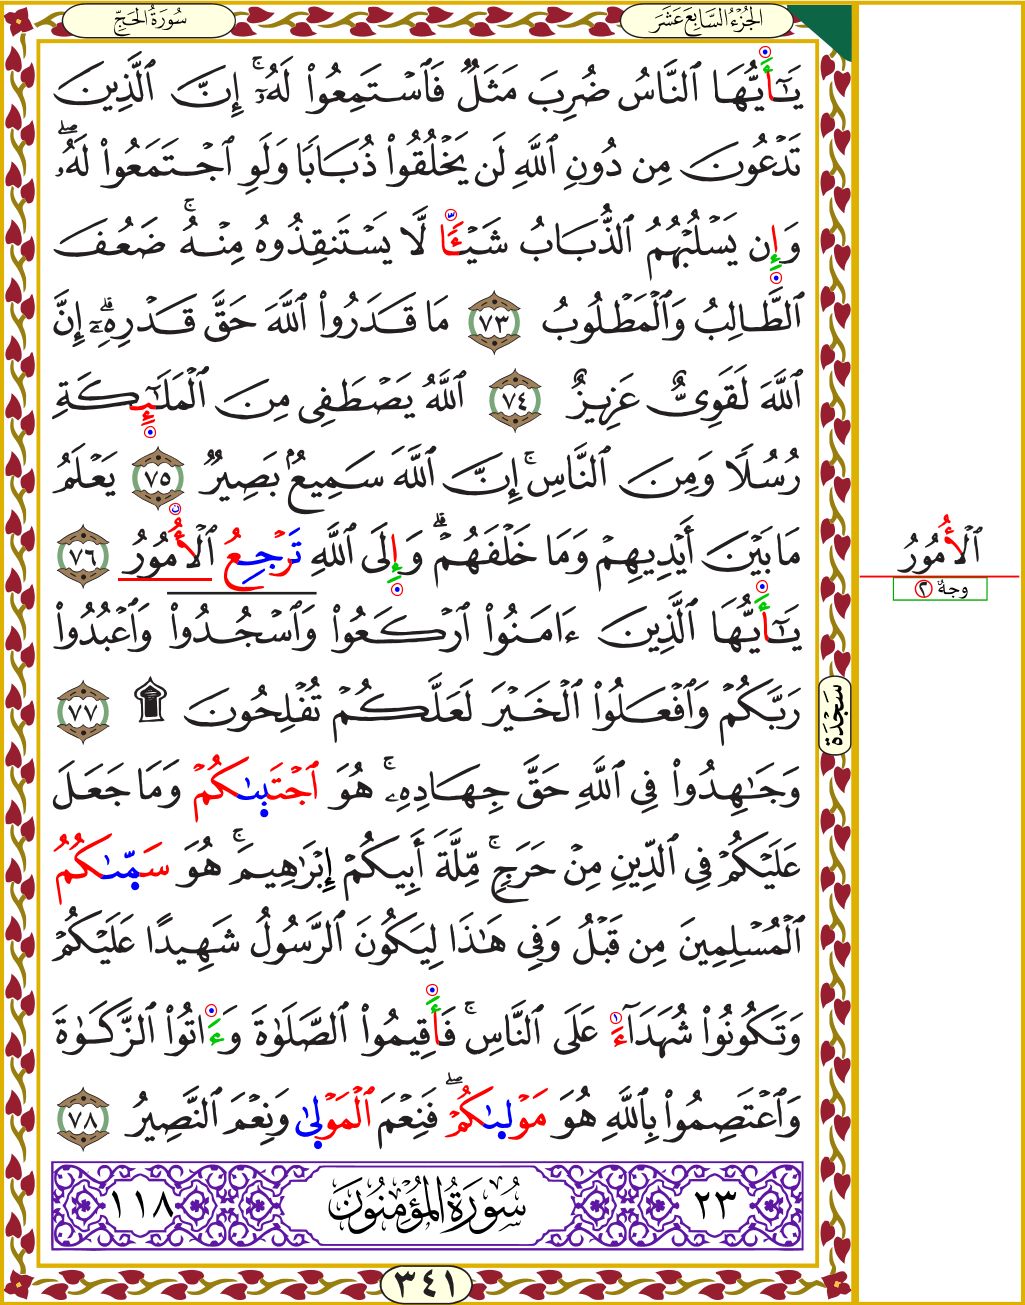 الجُزْءُ السَّابِعَ عَشَرَ
سُورَةُ الحَجِّ
يَـٰٓأَيُّهَا ٱلنَّاسُ ضُرِبَ مَثَلٌ فَٱسْتَمِعُوا۟ لَهُۥٓ ۚ إِنَّ ٱلَّذِينَ
تَدْعُونَ مِن دُونِ ٱللَّهِ لَن يَخْلُقُوا۟ ذُبَابًا وَلَوِ ٱجْتَمَعُوا۟ لَهُۥ ۖ
وَإِن يَسْلُبْهُمُ ٱلذُّبَابُ شَيْـًٔا لَّا يَسْتَنقِذُوهُ مِنْهُ ۚ ضَعُفَ
ٱلطَّالِبُ وَٱلْمَطْلُوبُ ٧٣ مَا قَدَرُوا۟ ٱللَّهَ حَقَّ قَدْرِهِۦٓ ۗ إِنَّ
ٱللَّهَ لَقَوِىٌّ عَزِيزٌ ٧٤ ٱللَّهُ يَصْطَفِى مِنَ ٱلْمَلَـٰٓئِكَةِ
رُسُلًا وَمِنَ ٱلنَّاسِ ۚ إِنَّ ٱللَّهَ سَمِيعٌۢ بَصِيرٌ ٧٥ يَعْلَمُ
مَا بَيْنَ أَيْدِيهِمْ وَمَا خَلْفَهُمْ ۗ وَإِلَى ٱللَّهِ تَرْجِعُ ٱلْأُمُورُ ٧٦
يَـٰٓأَيُّهَا ٱلَّذِينَ ءَامَنُوا۟ ٱرْكَعُوا۟ وَٱسْجُدُوا۟ وَٱعْبُدُوا۟
رَبَّكُمْ وَٱفْعَلُوا۟ ٱلْخَيْرَ لَعَلَّكُمْ تُفْلِحُونَ ۩ ٧٧
وَجَـٰهِدُوا۟ فِى ٱللَّهِ حَقَّ جِهَادِهِۦ ۚ هُوَ ٱجْتَبَىٰكُمْ وَمَا جَعَلَ
عَلَيْكُمْ فِى ٱلدِّينِ مِنْ حَرَجٍ ۚ مِّلَّةَ أَبِيكُمْ إِبْرَٰهِيمَ ۚ هُوَ سَمَّىٰكُمُ
ٱلْمُسْلِمِينَ مِن قَبْلُ وَفِى هَـٰذَا لِيَكُونَ ٱلرَّسُولُ شَهِيدًا عَلَيْكُمْ
وَتَكُونُوا۟ شُهَدَآءَ عَلَى ٱلنَّاسِ ۚ فَأَقِيمُوا۟ ٱلصَّلَوٰةَ وَءَاتُوا۟ ٱلزَّكَوٰةَ
وَٱعْتَصِمُوا۟ بِٱللَّهِ هُوَ مَوْلَىٰكُمْ ۖ فَنِعْمَ ٱلْمَوْلَىٰ وَنِعْمَ ٱلنَّصِيرُ ٧٨
٢٣ سُورَةُ المُؤْمِنُونَ ١١٨
٣٤١
سَجْدَة
ٱلْأُمُورُ
وجهٌ ٢